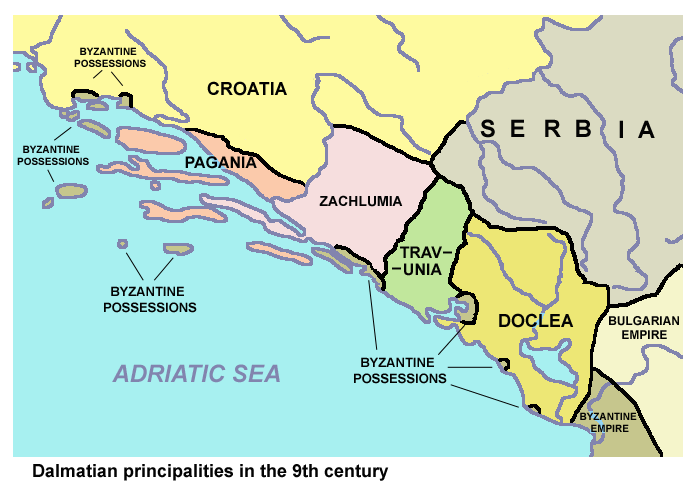 BYZANTINE
POSSESSIONS
CROATIA
SERBIA
BYZANTINE
POSSESSIONS
PAGANIA
ZACHLUMIA
TRAV-
-UNIA
BYZANTINE
POSSESSIONS
DOCLEA
BULGARIAN
EMPIRE
BYZANTINE
POSSESSIONS
ADRIATIC SEA
BYZANTINE
EMPIRE
Dalmatian principalities in the 9th century